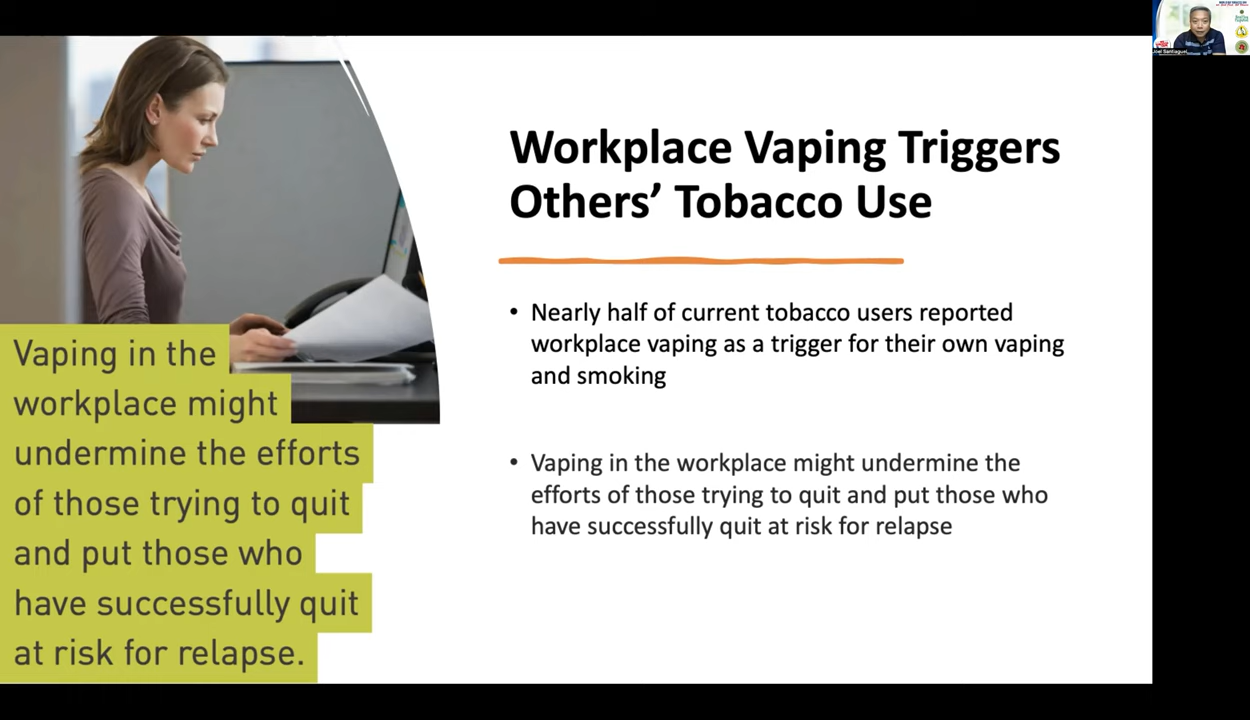 Workplace Vaping Triggers
Others’ Tobacco Use
• Nearly half of current tobacco users reported
workplace vaping as a trigger for their own vaping
and smoking
• Vaping in the workplace might undermine the
efforts of those trying to quit and put those who
have successfully quit at risk for relapse
Vaping in the
workplace might
undermine the efforts
of those trying to quit
and put those who
have successfully quit
at risk for relapse.
Joel Santiaguel